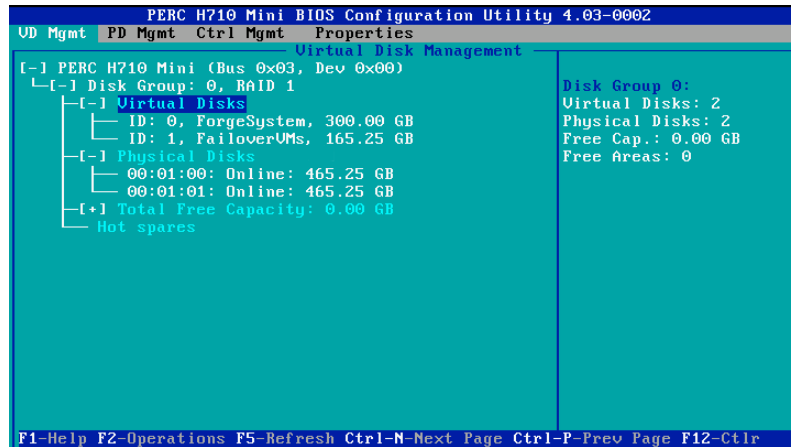 PERC H710 Mini BIOS Configuration Utility 4.03-0002
VD Mgmt PD Mgmt Ctrl Mgmt Properties
Virtual Disk Management
[-] PERC H710 Mini (Bus 0x03, Dev 0x00)
[-] Disk Group: 0, RAID 1
[-] Virtual Disks
ID: 0, ForgeSystem, 300.00 GB
ID: 1, FailoverVMs, 165.25 GB
[-] Physical Disks
00:01:00: Online: 465.25 GB
00:01:01: Online: 465.25 GB
[+] Total Free Capacity: 0.00 GB
Hot spares
Disk Group 0:
Virtual Disks: 2
Physical Disks: 2
Free Cap.: 0.00 GB
Free Areas: 0
F1-Help F2-Operations F5-Refresh Ctrl-N-Next Page Ctrl-P-Prev Page F12-Ctlr